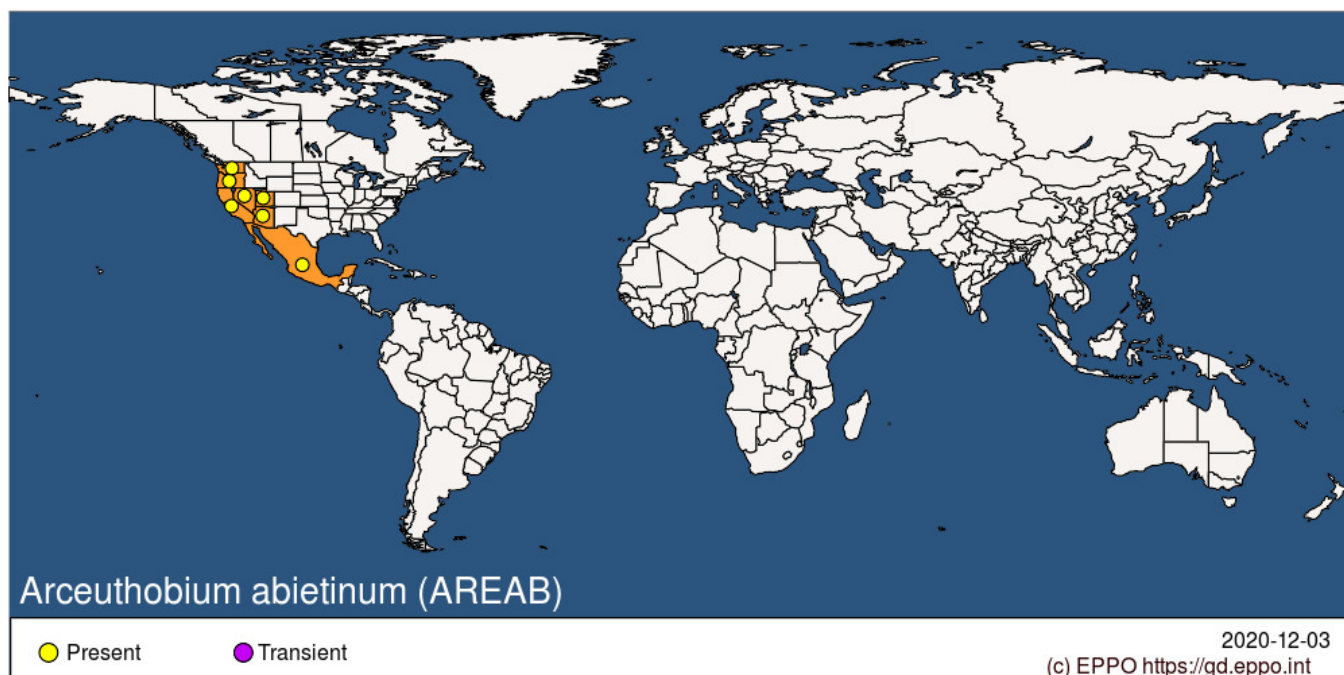 Arceuthobium abietinum (AREAB)
Present
Transient
2020-12-03
(c) EPPO https://gd.eppo.int